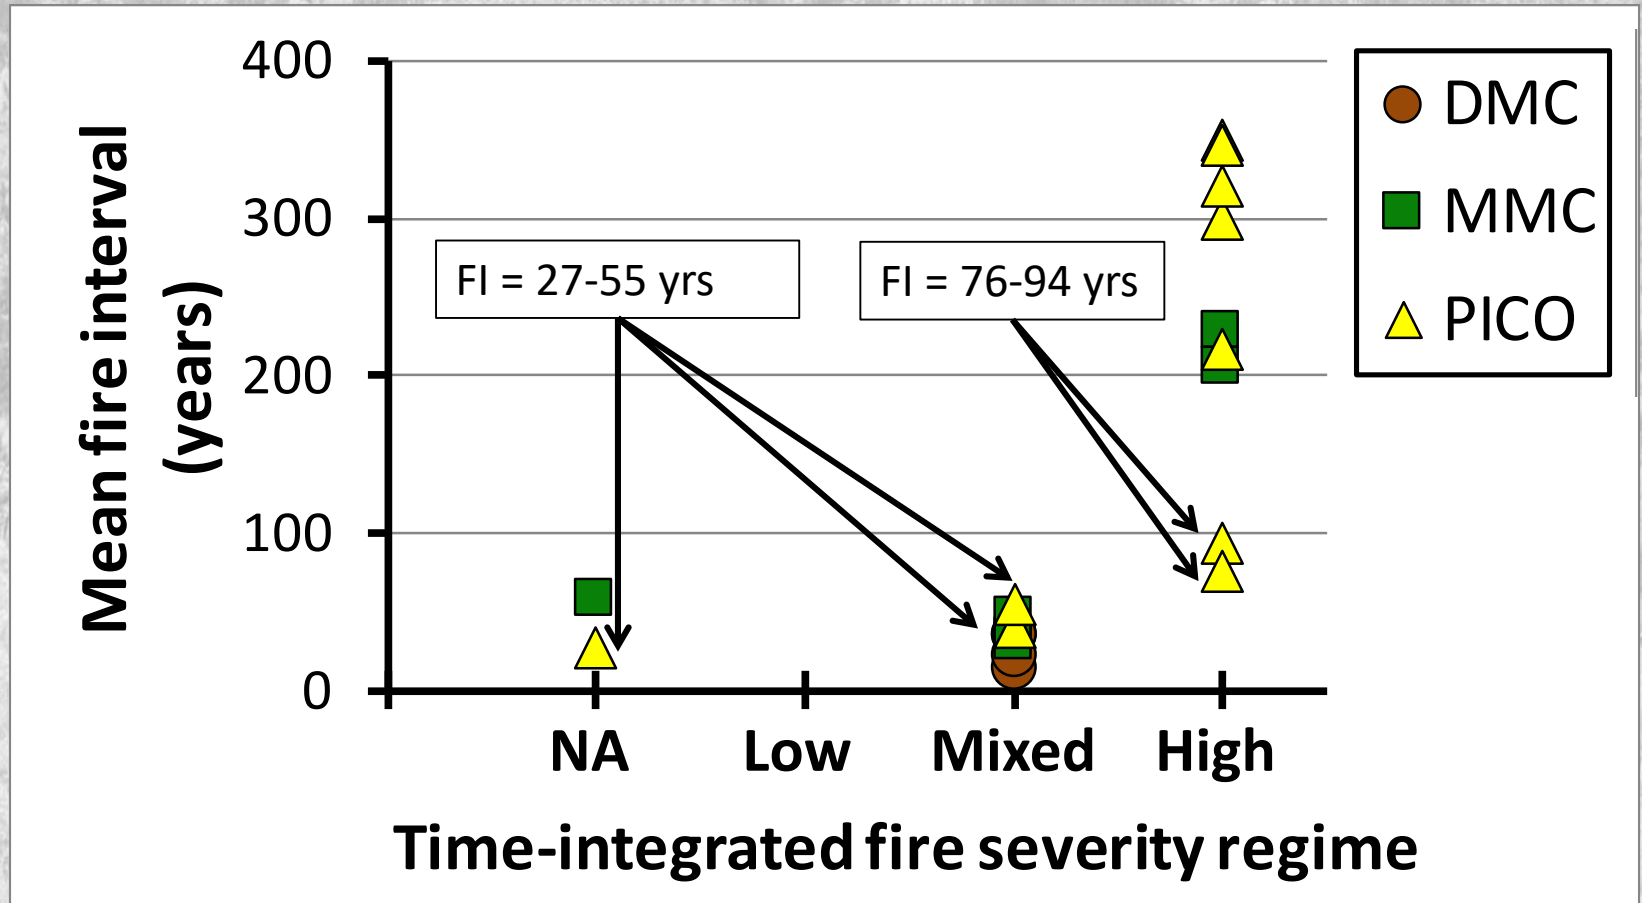 Mean fire interval
(years)
400
300
200
100
0
FI = 27-55 yrs
FI = 76-94 yrs
DMC
MMC
PICO
NA
Low
Mixed
High
Time-integrated fire severity regime